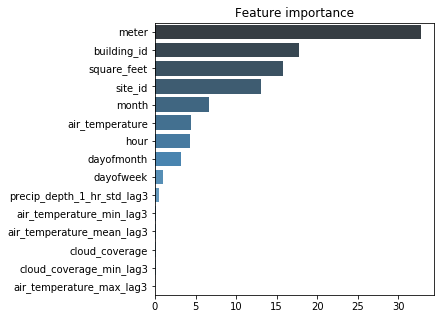 Feature importance
meter
building_id
square_feet
site_id
month
air_temperature
hour
dayofmonth
dayofweek
precip_depth_1_hr_std_lag3
air_temperature_min_lag3
air_temperature_mean_lag3
cloud_coverage
cloud_coverage_min_lag3
air_temperature_max_lag3
0 5 10 15 20 25 30